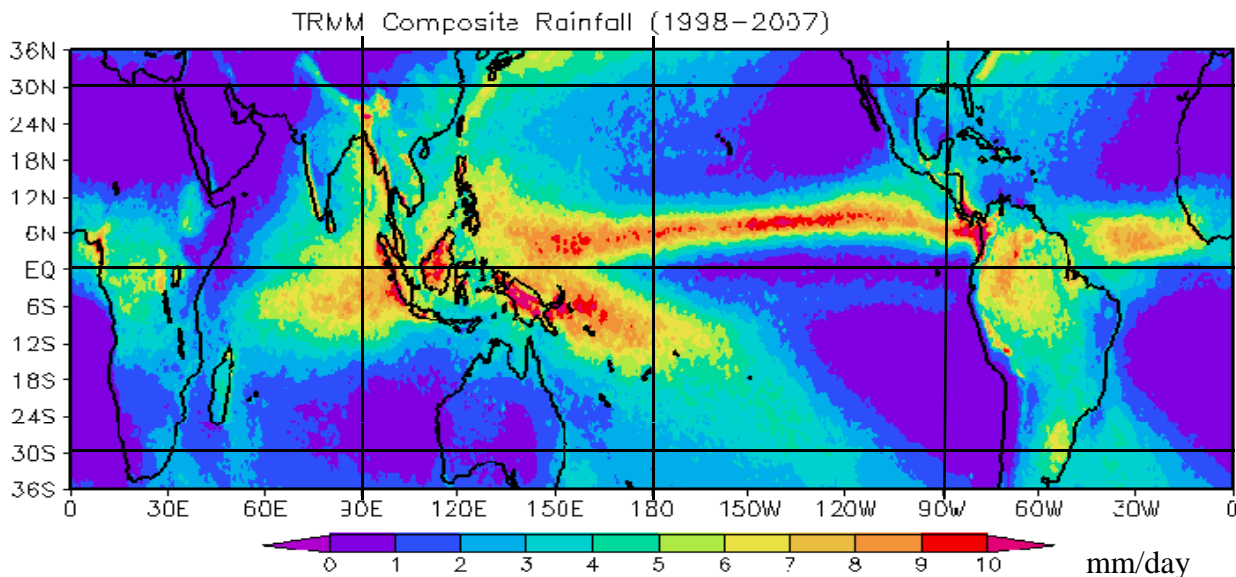 TRMM Composite Rainfall (1998-2007)
36N
30N
24N
18N
12N
6N
EQ
6S
12S
18S
24S
30S
36S
0 30E 60E 90E 120E 150E 180 150W 120W 90W 60W 30W 0
0 1 2 3 4 5 6 7 8 9 10 mm/day